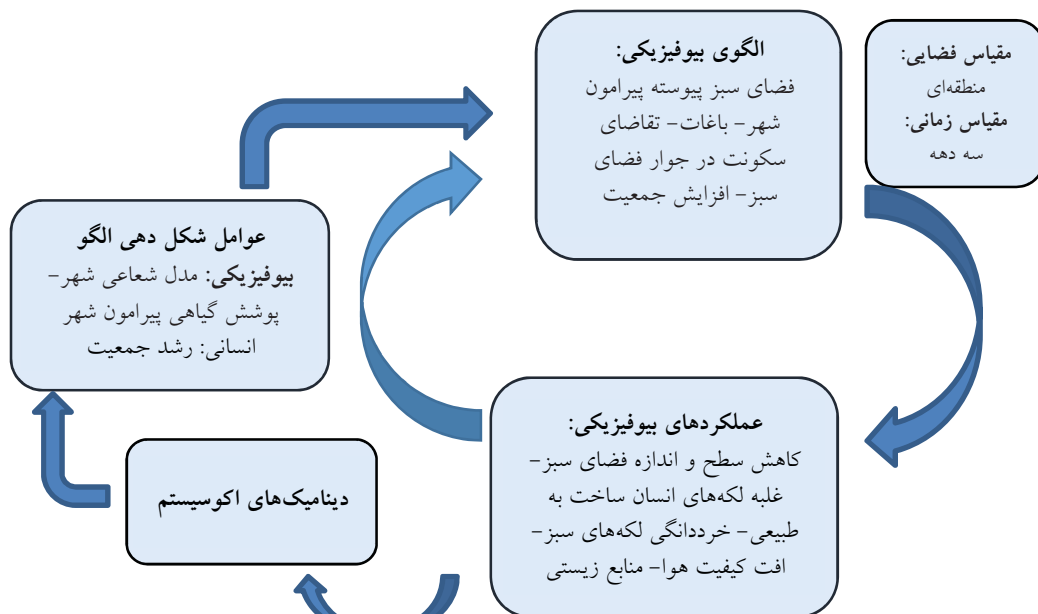 الگوی بیوفیزیکی:
فضای سبز پیوسته پیرامون
شهر- باغات- تقاضای
سکونت در جوار فضای
سبز- افزایش جمعیت
مقیاس فضایی:
منطقه‌ای
مقیاس زمانی:
سه دهه
عوامل شکل دهی الگو
بیوفیزیکی: مدل شعاعی شهر-
پوشش گیاهی پیرامون شهر
انسانی: رشد جمعیت
عملکردهای بیوفیزیکی:
کاهش سطح و اندازه فضای سبز-
غلبه لکه‌های انسان ساخت به
طبیعی- خرددانگی لکه‌های سبز-
افت کیفیت هوا- منابع زیستی
دینامیک‌های اکوسیستم